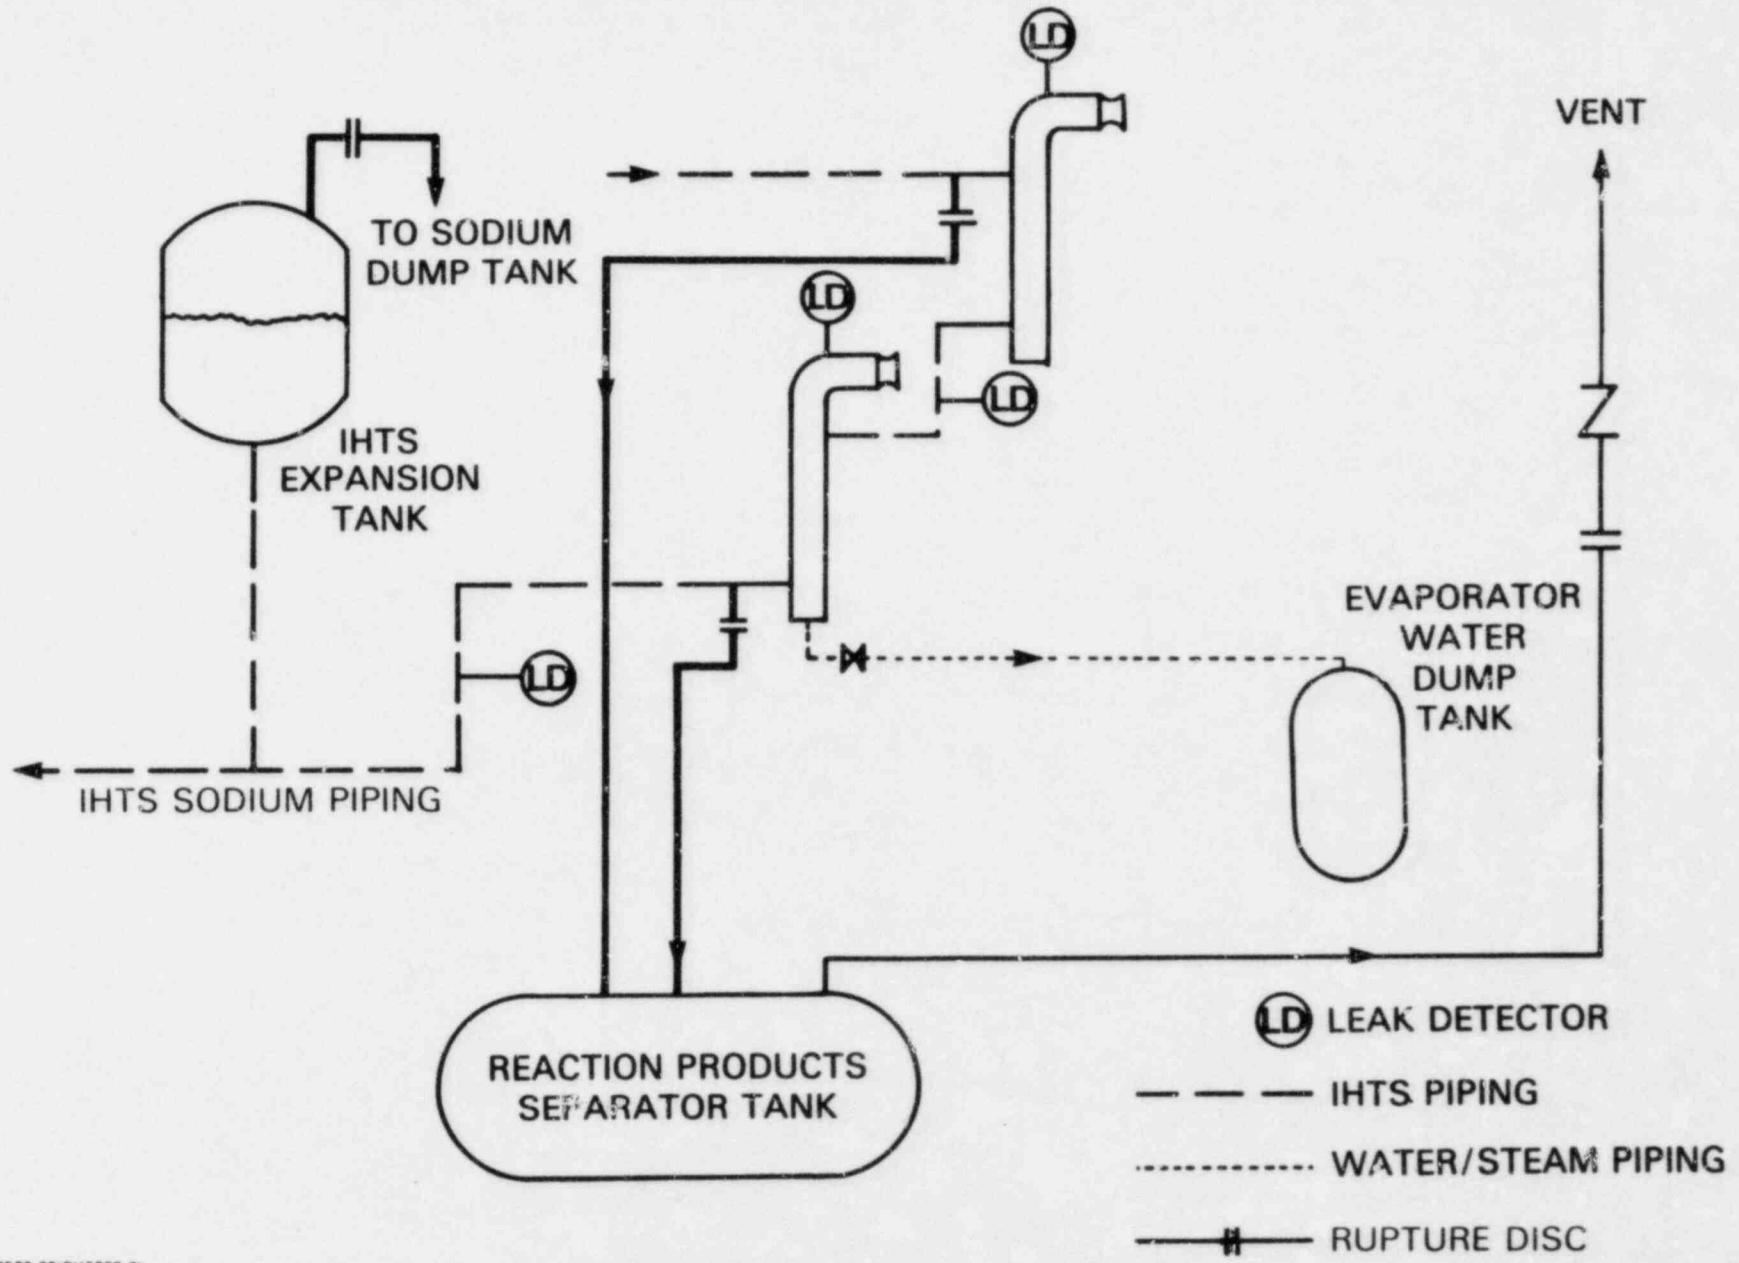 LD
VENT
TO SODIUM
DUMP TANK
LD
LD
IHTS
EXPANSION
TANK
EVAPORATOR
WATER
DUMP
TANK
LD
IHTS SODIUM PIPING
REACTION PRODUCTS
SEPARATOR TANK
LD LEAK DETECTOR
IHTS PIPING
WATER/STEAM PIPING
RUPTURE DISC